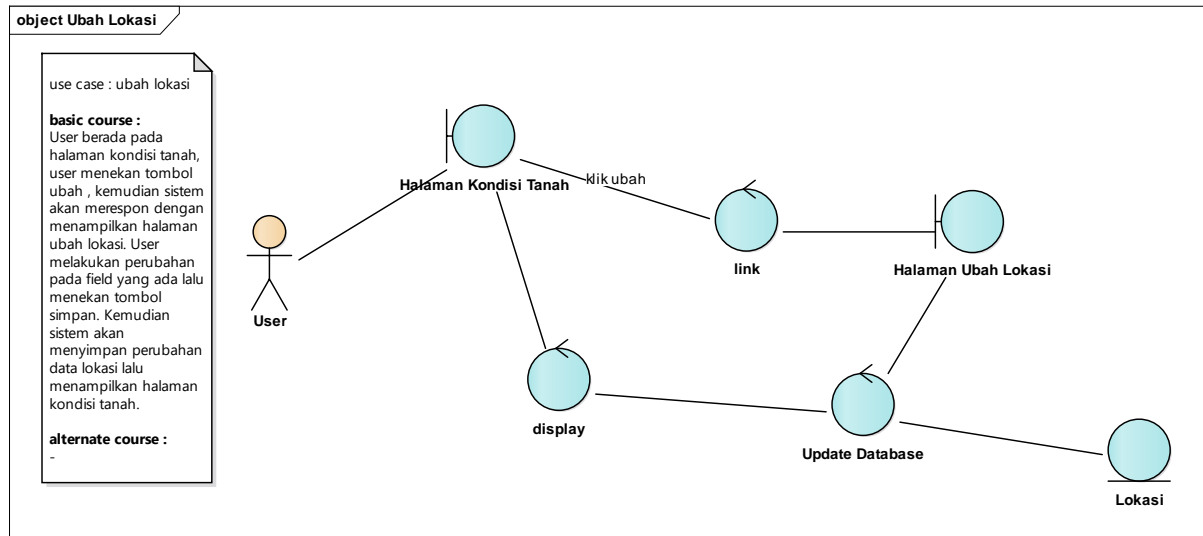 object Ubah Lokasi
use case : ubah lokasi
basic course :
User berada pada
halaman kondisi tanah,
user menekan tombol
ubah , kemudian sistem
akan merespon dengan
menampilkan halaman
ubah lokasi. User
melakukan perubahan
pada field yang ada lalu
menekan tombol
simpan. Kemudian
sistem akan
menyimpan perubahan
data lokasi lalu
menampilkan halaman
kondisi tanah.
alternate course :
-
Halaman Kondisi Tanah
klik ubah
link
Halaman Ubah Lokasi
User
display
Update Database
Lokasi